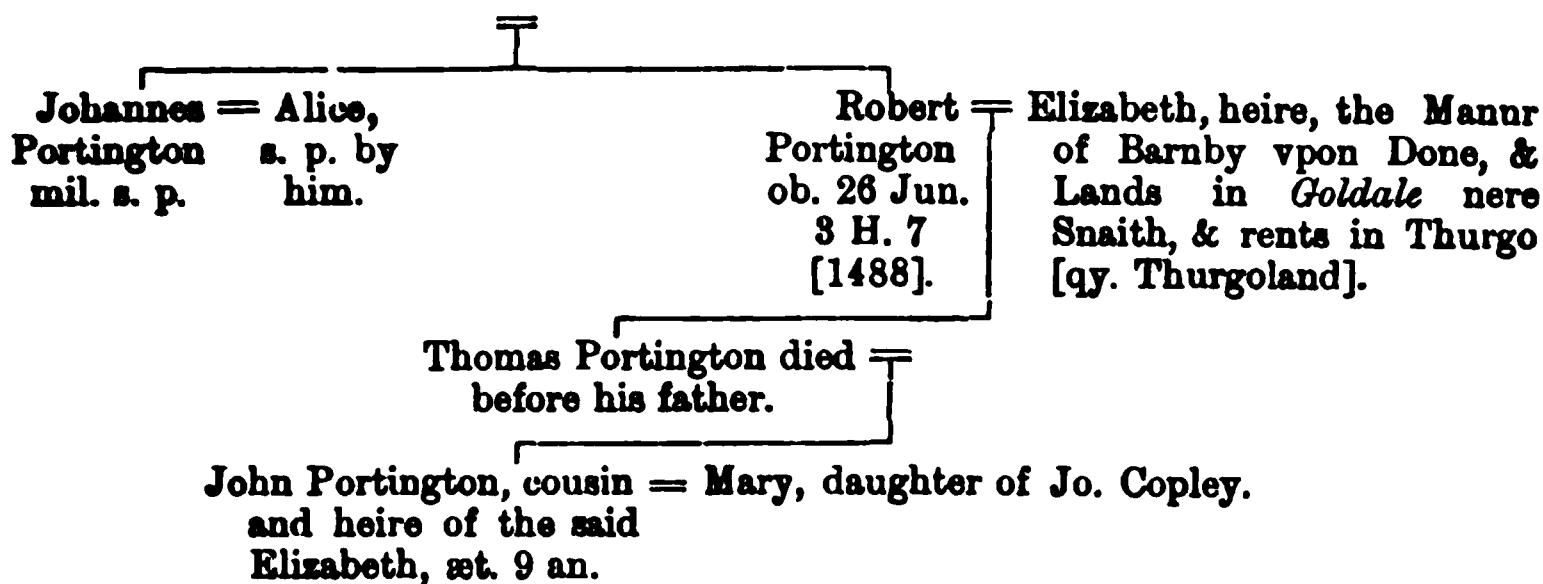 Johannes = Alice,
Portington s. p. by
mil. s. p. him.
Robert = Elizabeth, heire, the Mannr
Portington of Barnby vpon Done, &
ob. 26 Jun. Lands in Goldale nere
3 H. 7 Snaith, & rents in Thurgo
[1488]. [qy. Thurgoland].
Thomas Portington died =
before his father.
John Portington, cousin = Mary, daughter of Jo. Copley.
and heire of the said
Elizabeth, æt. 9 an.